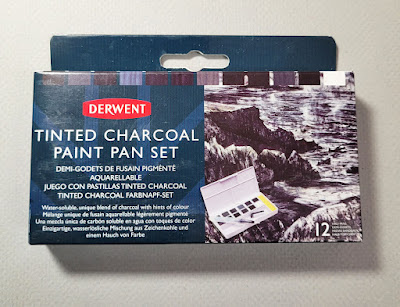 DERWENT
TINTED CHARCOAL
PAINT PAN SET
DEMI-GODETS DE FUSAIN PIGMENTÉ
AQUARELLABLE
JUEGO CON PASTILLAS TINTED CHARCOAL
TINTED CHARCOAL FARBNAPF-SET
Water-soluble, unique blend of charcoal with hints of colour
Mélange unique de fusain aquarellable légèrement pigmenté
Una mezcla única de carbón soluble en agua con toques de color
Einzigartige, wasserlösliche Mischung aus Zeichenkohle und
einem Hauch von Farbe
12